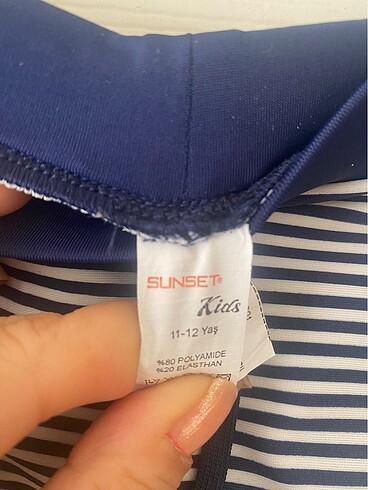 SUNSET®
Kids
11-12 Yaş
%80 POLYAMIDE
%20 ELASTHAN